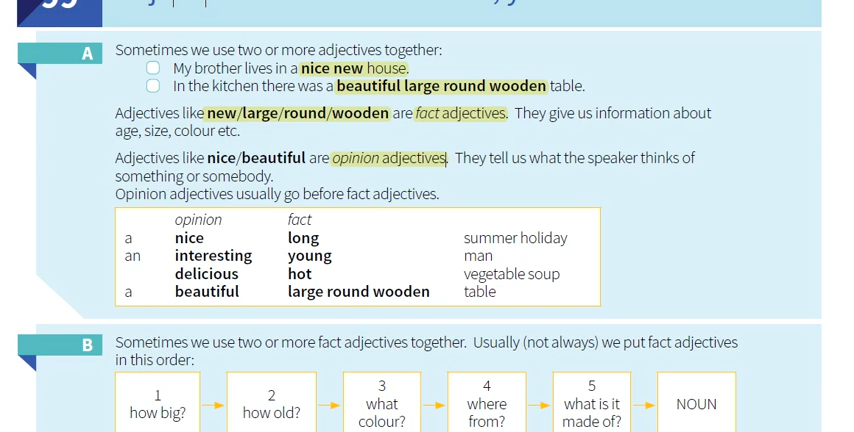 99
A
Sometimes we use two or more adjectives together:
My brother lives in a nice new house.
In the kitchen there was a beautiful large round wooden table.
Adjectives like new/large/round/wooden are fact adjectives. They give us information about
age, size, colour etc.
Adjectives like nice/beautiful are opinion adjectives. They tell us what the speaker thinks of
something or somebody.
Opinion adjectives usually go before fact adjectives.
opinion fact
a nice long summer holiday
an interesting young man
delicious hot vegetable soup
a beautiful large round wooden table
B
Sometimes we use two or more fact adjectives together. Usually (not always) we put fact adjectives
in this order:
1 how big?
2 how old?
3 what colour?
4 where from?
5 what is it made of?
NOUN